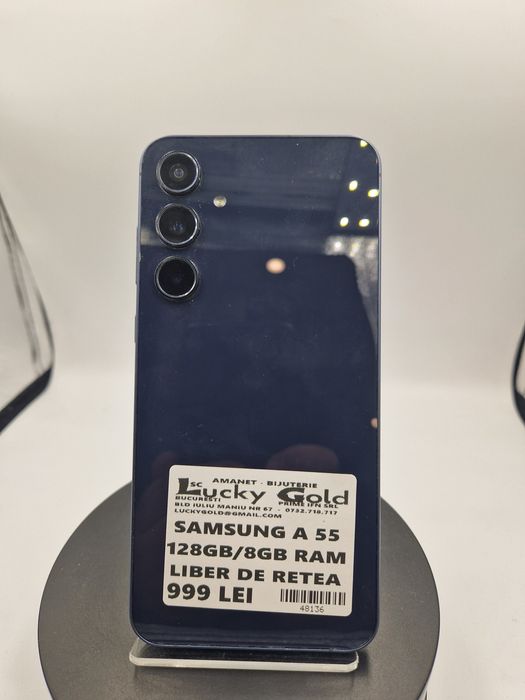 AMANET - BIJUTERIE
SC Lucky Gold
BUCURESTI PRIME IFN SRL
BLD IULIU MANIU NR 67 - 0732.718.717
LUCKYGOLD@GMAIL.COM
SAMSUNG A 55
128GB/8GB RAM
LIBER DE RETEA
999 LEI
48136